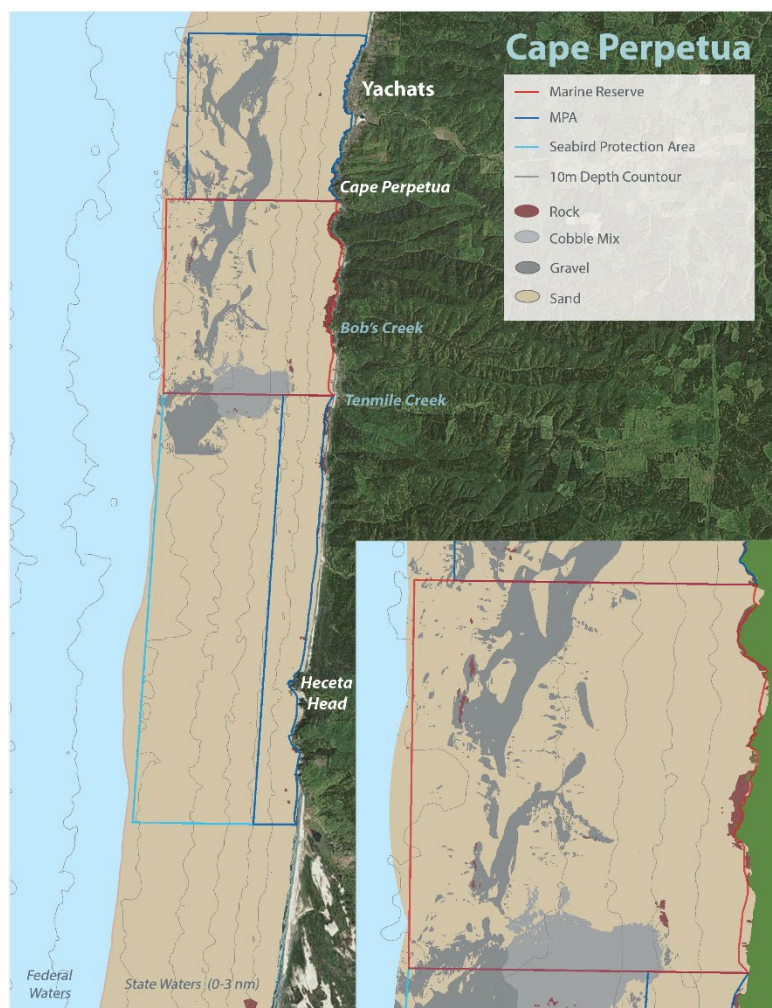 Cape Perpetua
Marine Reserve
MPA
Seabird Protection Area
10m Depth Countour
Rock
Cobble Mix
Gravel
Sand
Yachats
Cape Perpetua
Bob's Creek
Tenmile Creek
Heceta
Head
Federal
Waters
State Waters (0-3 nm)